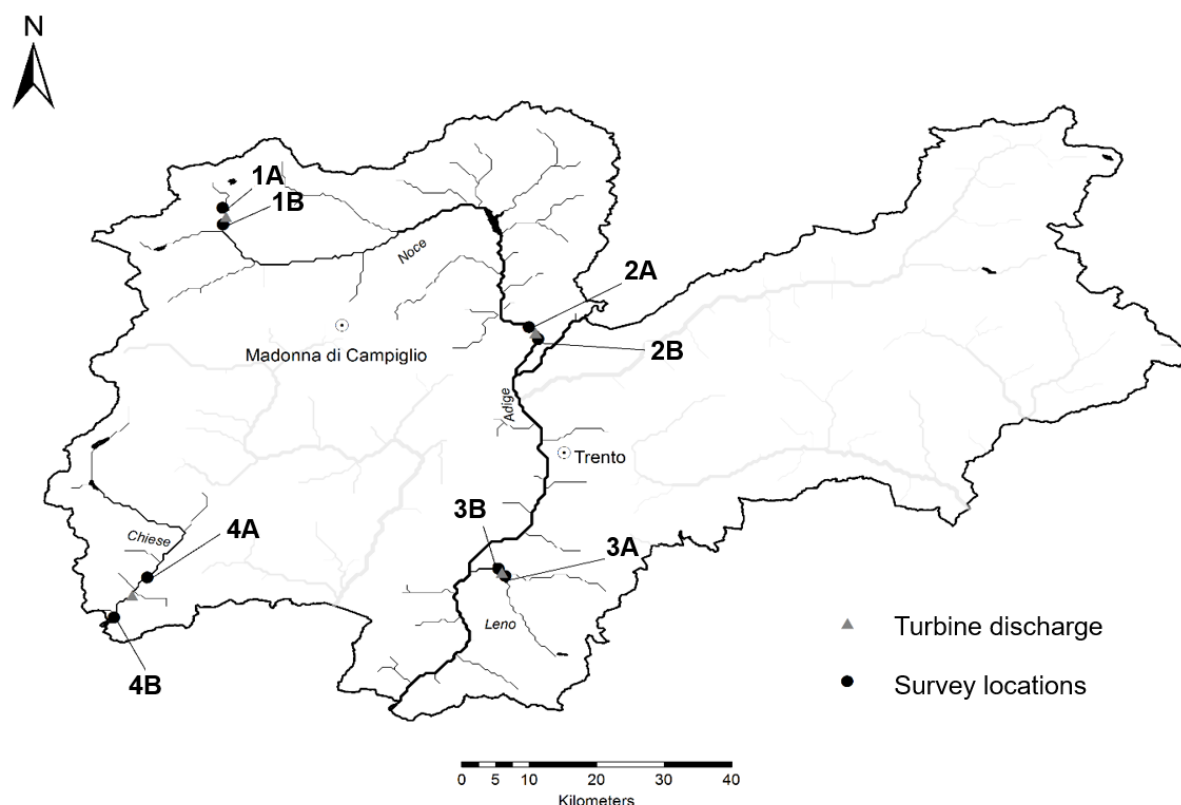 N
1A
1B
Noce
2A
Madonna di Campiglio
2B
Adige
Trento
3B
4A
Chiese
3A
Leno
Turbine discharge
4B
Survey locations
0 5 10 20 30 40
Kilometers